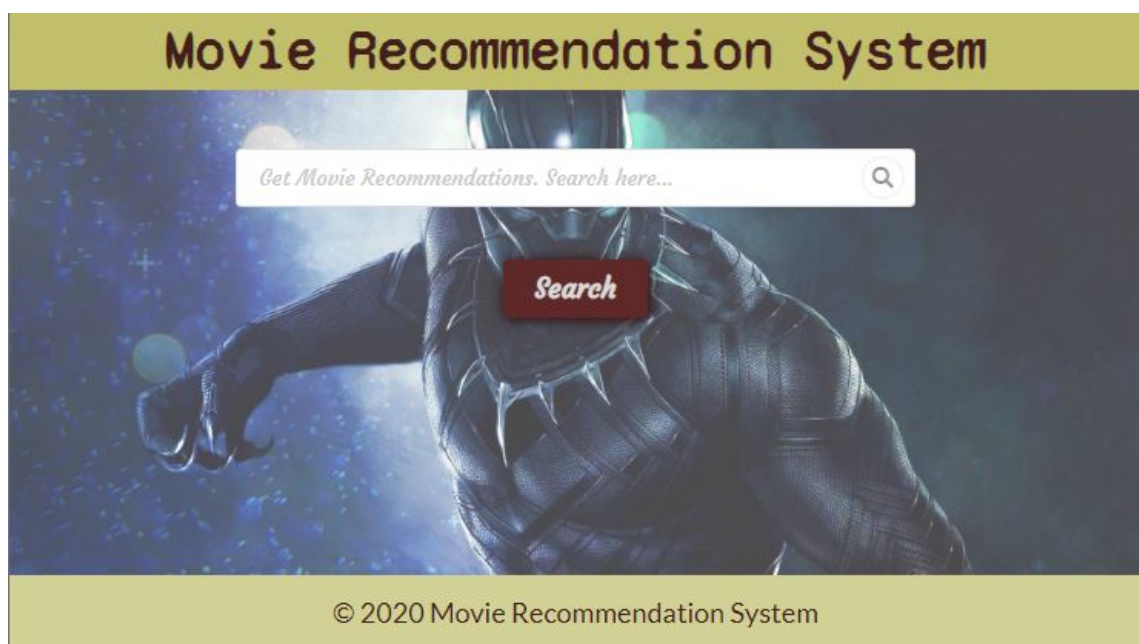 Movie Recommendation System
Get Movie Recommendations. Search here...
Search
© 2020 Movie Recommendation System